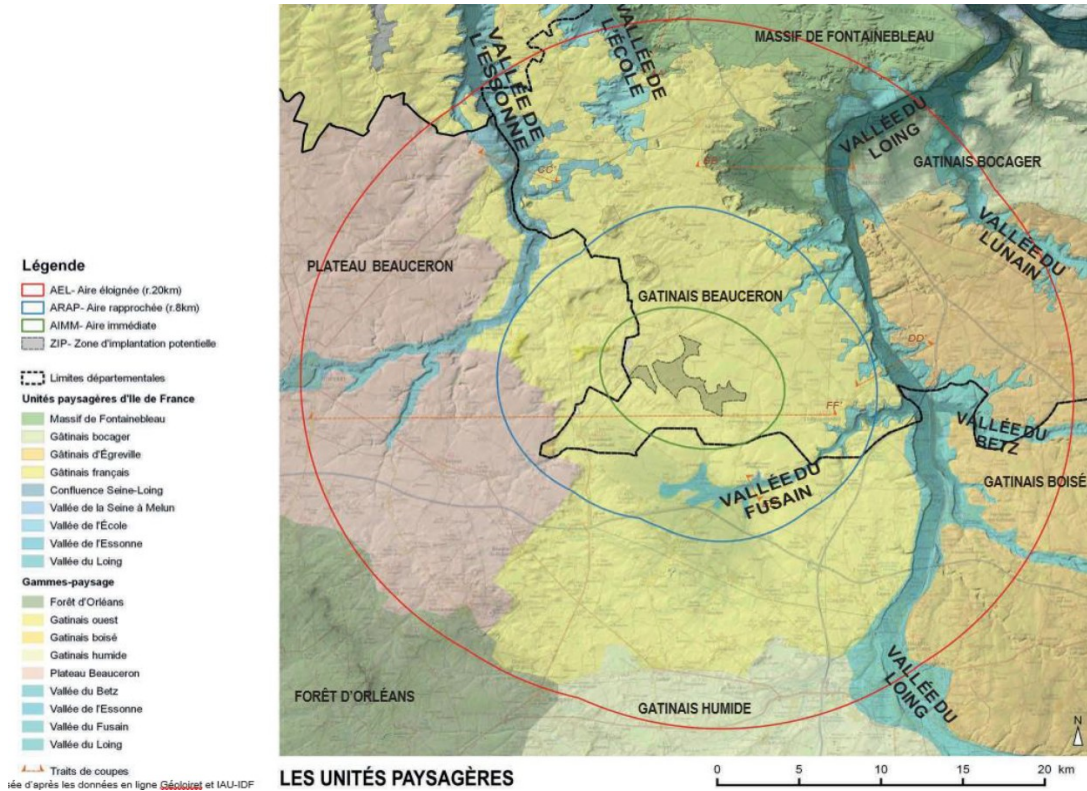 Légende
AEL- Aire éloignée (r.20km)
ARAP- Aire rapprochée (r.8km)
AIMM- Aire immédiate
ZIP- Zone d'implantation potentielle
Limites départementales
Unités paysagères d'Ile de France
Massif de Fontainebleau
Gâtinais bocager
Gâtinais d'Égreville
Gâtinais français
Confluence Seine-Loing
Vallée de la Seine à Melun
Vallée de l'École
Vallée de l'Essonne
Vallée du Loing
Gammes-paysage
Forêt d'Orléans
Gatinais ouest
Gatinais boisé
Gatinais humide
Plateau Beauceron
Vallée du Betz
Vallée de l'Essonne
Vallée du Fusain
Vallée du Loing
Traits de coupes
sée d'après les données en ligne Géoloiret et IAU-IDF
VALLÉE DE
L'ESSONNE
VALLÉE DE
L'ÉCOLE
MASSIF DE FONTAINEBLEAU
VALLÉE DU
LOING
GATINAIS BOCAGER
VALLÉE DU
LUNAIN
PLATEAU BEAUCERON
GATINAIS BEAUCERON
CC'
DD'
FF'
VALLÉE DU
BETZ
VALLÉE DU
FUSAIN
GATINAIS BOISÉ
FORÊT D'ORLÉANS
GATINAIS HUMIDE
VALLÉE DU
LOING
N
LES UNITÉS PAYSAGÈRES
0 5 10 15 20 km